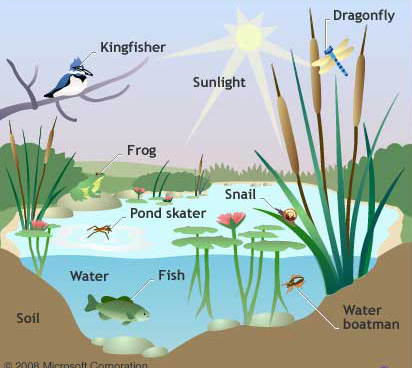 Dragonfly
Kingfisher
Sunlight
Frog
Snail
Pond skater
Water
Fish
Soil
Water
boatman
© 2008 Microsoft Corporation